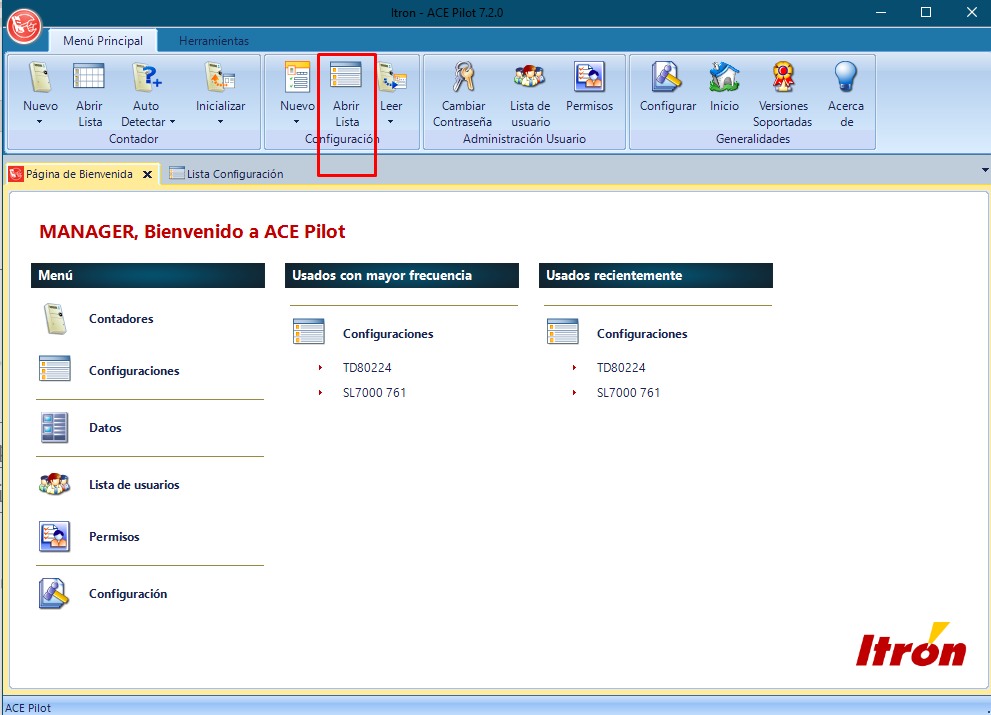 Itron - ACE Pilot 7.2.0
Menú Principal
Herramientas
Nuevo
Abrir
Lista
Auto
Detectar
Inicializar
Contador
Nuevo
Abrir
Lista
Leer
Configuración
Cambiar
Contraseña
Lista de
usuario
Permisos
Administración Usuario
Configurar
Inicio
Versiones
Soportadas
Acerca
de
Generalidades
Página de Bienvenida
Lista Configuración
MANAGER, Bienvenido a ACE Pilot
Menú
Contadores
Configuraciones
Datos
Lista de usuarios
Permisos
Configuración
Usados con mayor frecuencia
Configuraciones
TD80224
SL7000 761
Usados recientemente
Configuraciones
TD80224
SL7000 761
Itron
ACE Pilot